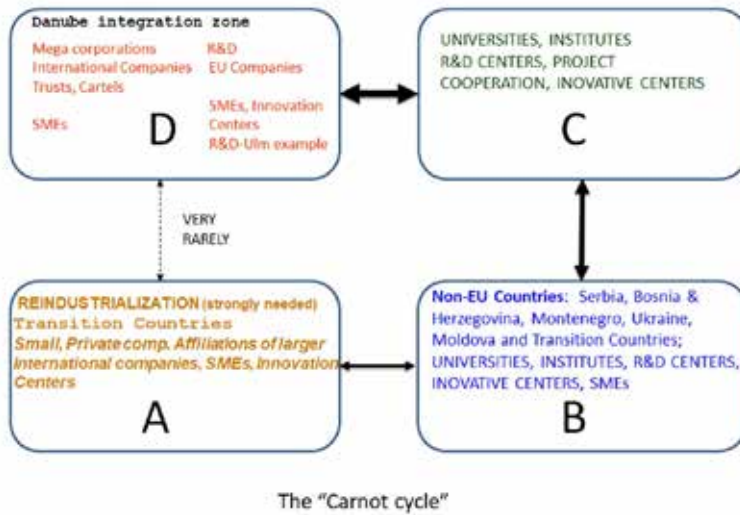 Danube integration zone
Mega corporations
International Companies
Trusts, Cartels
SMEs
R&D
EU Companies
SMEs, Innovation
Centers
R&D-Ulm example
D
UNIVERSITIES, INSTITUTES
R&D CENTERS, PROJECT
COOPERATION, INOVATIVE CENTERS
C
VERY
RARELY
REINDUSTRIALIZATION (strongly needed)
Transition Countries
Small, Private comp. Affiliations of larger
International companies, SMEs, Innovation
Centers
A
Non-EU Countries: Serbia, Bosnia &
Herzegovina, Montenegro, Ukraine,
Moldova and Transition Countries;
UNIVERSITIES, INSTITUTES, R&D CENTERS,
INOVATIVE CENTERS, SMEs
B
The "Carnot cycle"